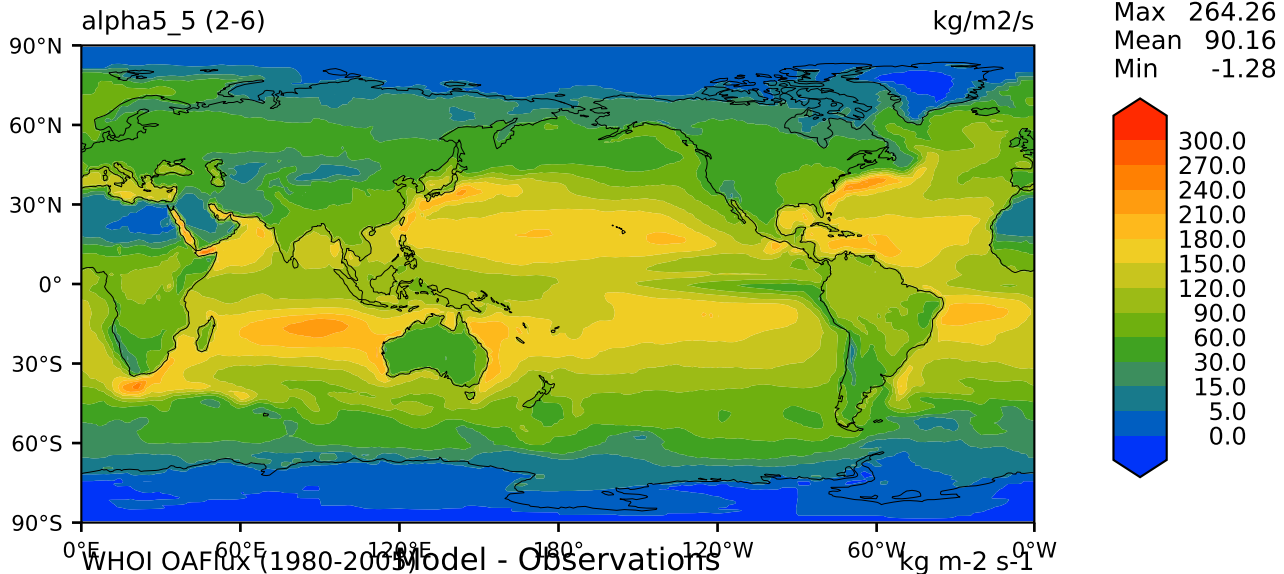 alpha5_5 (2-6) kg/m2/s
Max 264.26
Mean 90.16
Min -1.28
90°N
60°N
30°N
0°
30°S
60°S
90°S
300.0
270.0
240.0
210.0
180.0
150.0
120.0
90.0
60.0
30.0
15.0
5.0
0.0
0°E 60°E 120°E 180° 120°W 60°W 0°W
WHOI OAFlux (1980-2005) Model - Observations kg m-2 s-1